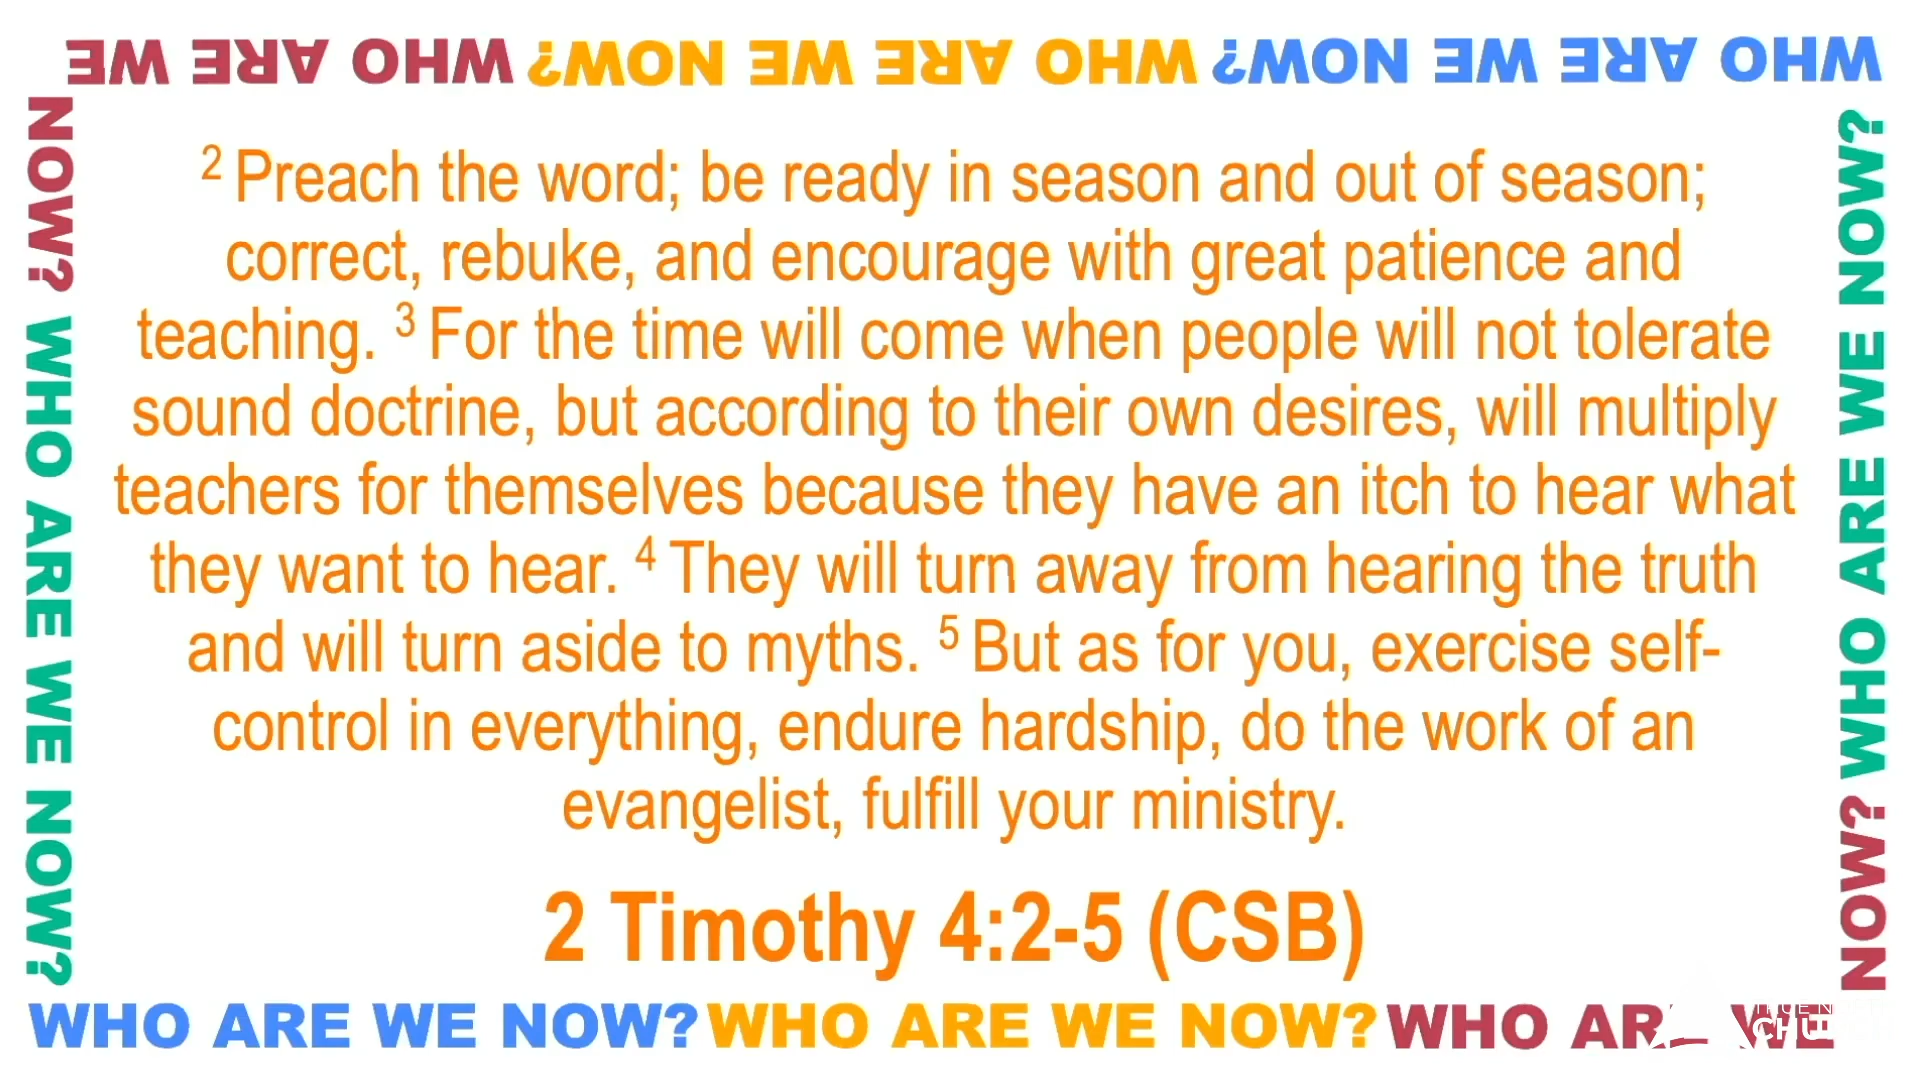 WHO ARE WE NOW? WHO ARE WE NOW? WHO ARE WE
NOW? WHO ARE WE NOW?
WHO ARE WE NOW?
2 Preach the word; be ready in season and out of season;
correct, rebuke, and encourage with great patience and
teaching. 3 For the time will come when people will not tolerate
sound doctrine, but according to their own desires, will multiply
teachers for themselves because they have an itch to hear what
they want to hear. 4 They will turn away from hearing the truth
and will turn aside to myths. 5 But as for you, exercise self-
control in everything, endure hardship, do the work of an
evangelist, fulfill your ministry.
2 Timothy 4:2-5 (CSB)
WHO ARE WE NOW? WHO ARE WE NOW? WHO ARE WE
NOW?